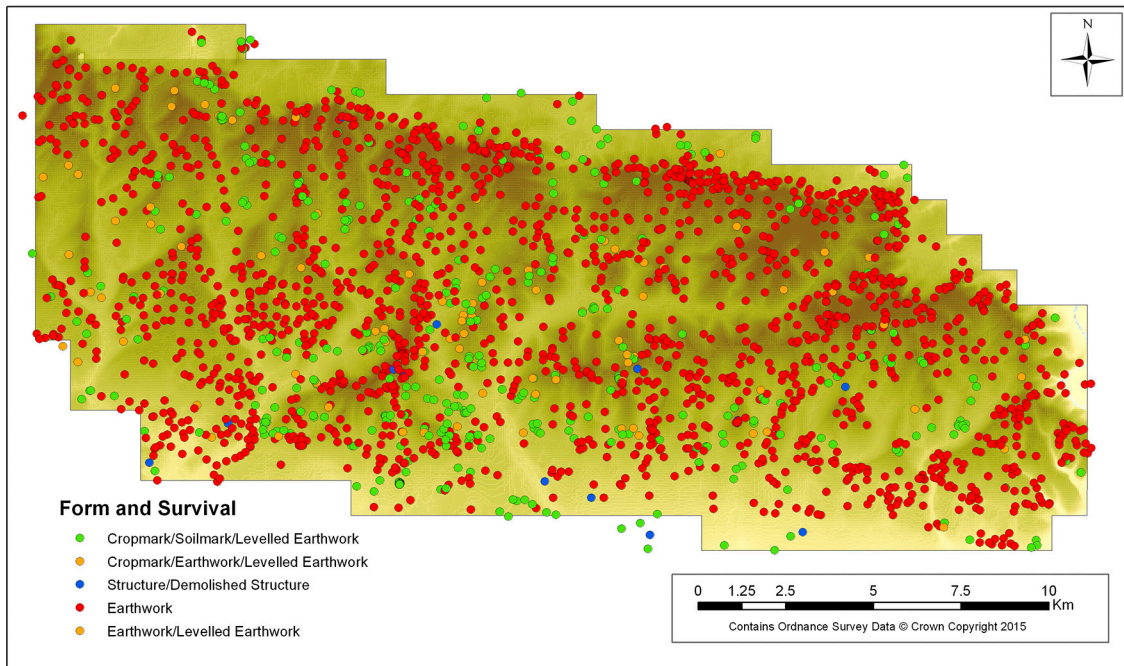 N
Form and Survival
Cropmark/Soilmark/Levelled Earthwork
Cropmark/Earthwork/Levelled Earthwork
Structure/Demolished Structure
Earthwork
Earthwork/Levelled Earthwork
0 1.25 2.5 5 7.5 10
Km
Contains Ordnance Survey Data © Crown Copyright 2015